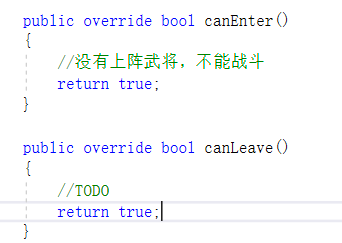 public override bool canEnter()
{
//没有上阵武将，不能战斗
return true;
}
public override bool canLeave()
{
//TODO
return true;
}